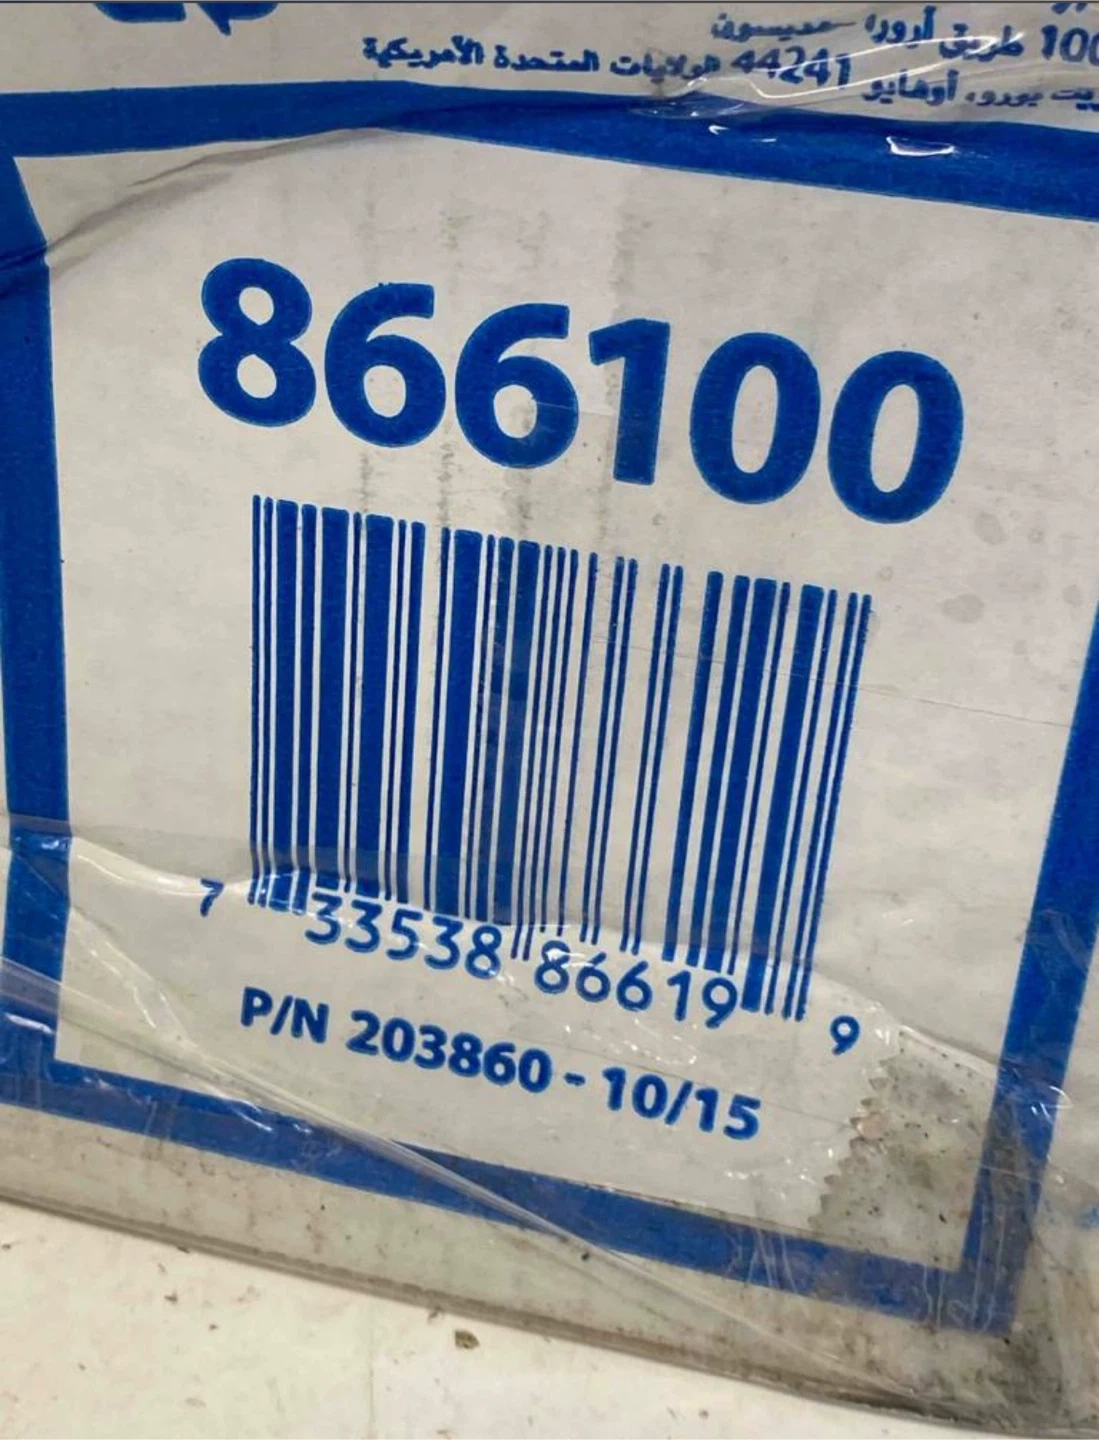 100 طريق أرورا
44241 الولايات المتحدة الأمريكية
أوهايو
866100
7 33538 86619 9
P/N 203860 - 10/15